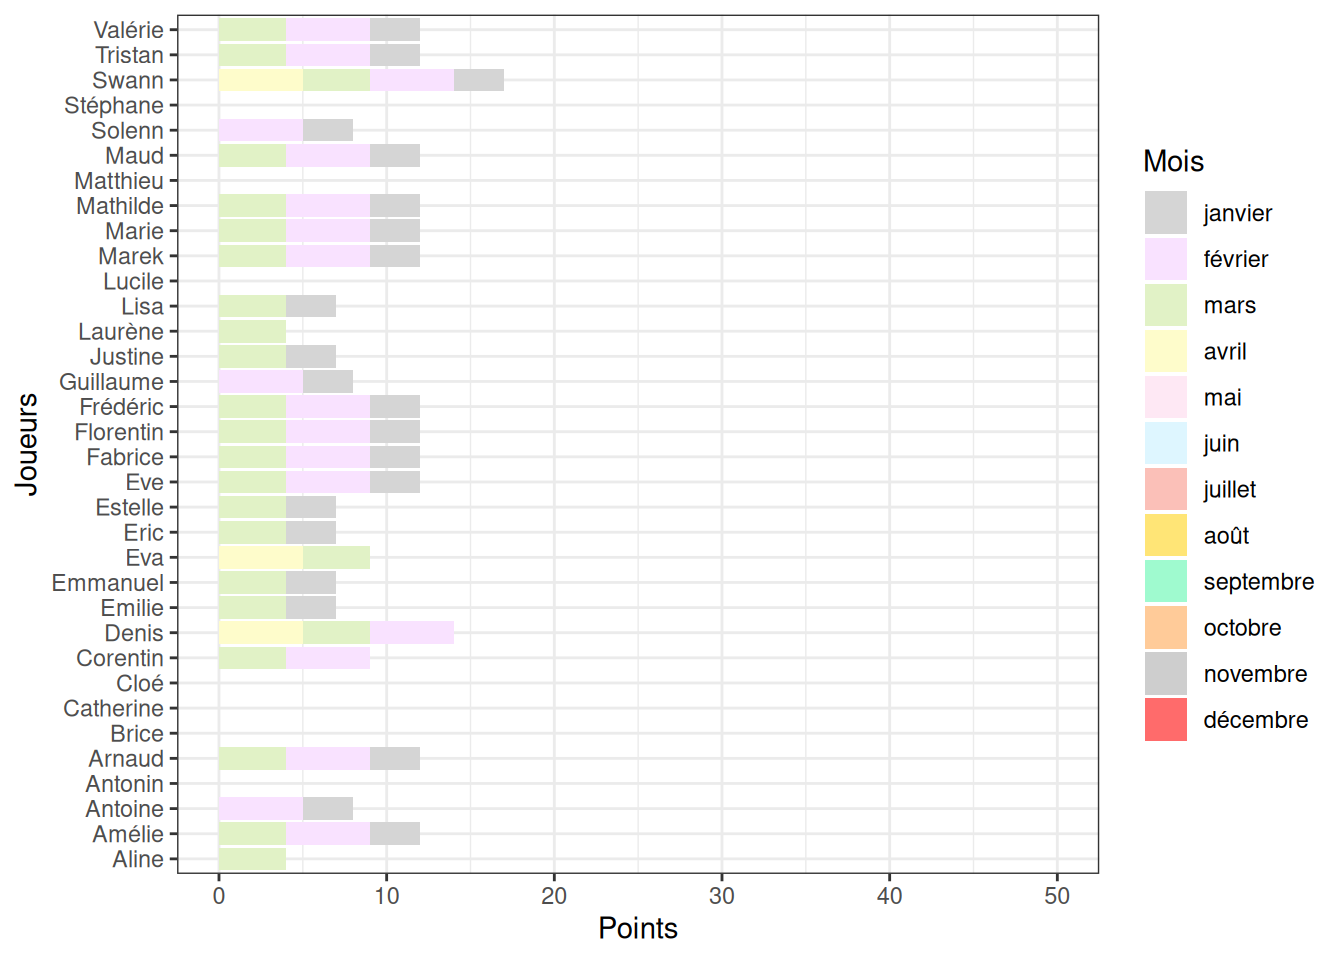 Valérie
Tristan
Swann
Stéphane
Solenn
Maud
Matthieu
Mathilde
Marie
Marek
Lucile
Lisa
Laurène
Justine
Guillaume
Frédéric
Florentin
Fabrice
Eve
Estelle
Eric
Eva
Emmanuel
Emilie
Denis
Corentin
Cloé
Catherine
Brice
Arnaud
Antonin
Antoine
Amélie
Aline
Joueurs
0 10 20 30 40 50
Points
Mois
janvier
février
mars
avril
mai
juin
juillet
août
septembre
octobre
novembre
décembre